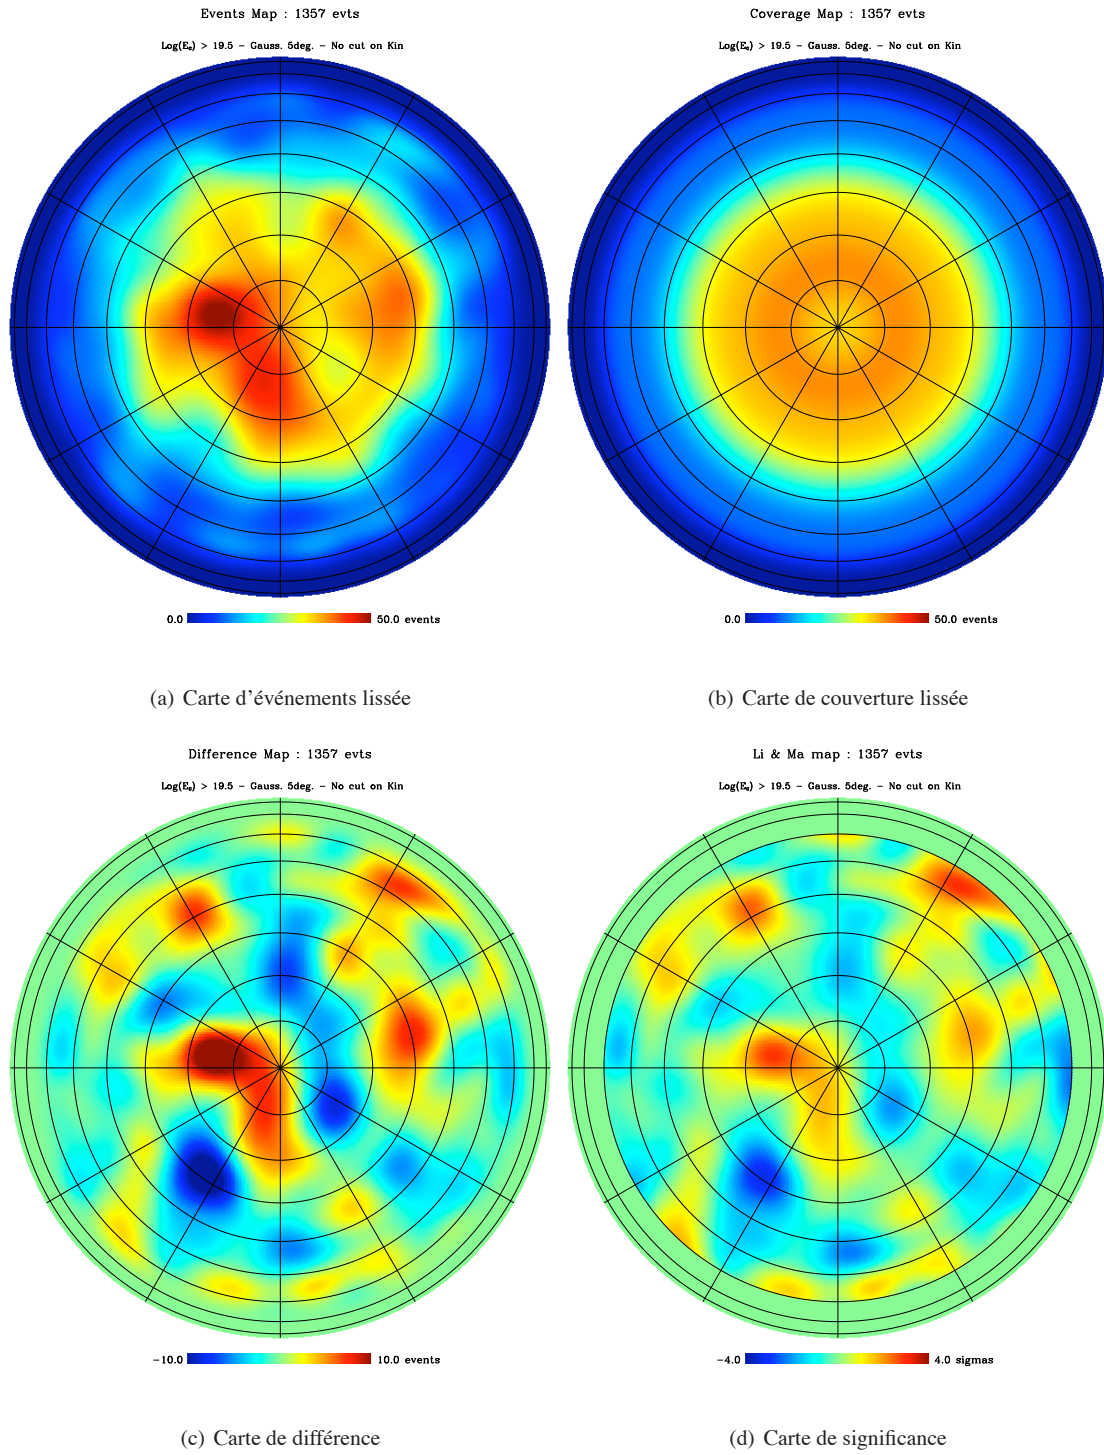 Events Map : 1357 evts
Log(Eₑ) > 19.5 – Gauss. 5deg. – No cut on Kin
0.0 50.0 events
(a) Carte d'événements lissée
Coverage Map : 1357 evts
Log(Eₑ) > 19.5 – Gauss. 5deg. – No cut on Kin
0.0 50.0 events
(b) Carte de couverture lissée
Difference Map : 1357 evts
Log(Eₑ) > 19.5 – Gauss. 5deg. – No cut on Kin
−10.0 10.0 events
(c) Carte de différence
Li & Ma map : 1357 evts
Log(Eₑ) > 19.5 – Gauss. 5deg. – No cut on Kin
−4.0 4.0 sigmas
(d) Carte de significance